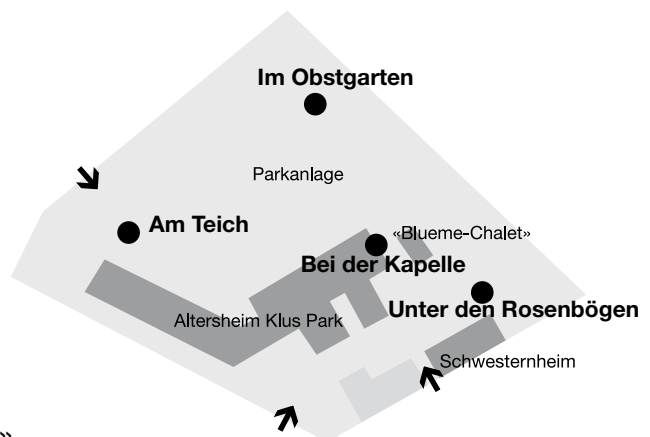 Im Obstgarten
Parkanlage
Am Teich
«Blueme-Chalet»
Bei der Kapelle
Unter den Rosenbögen
Altersheim Klus Park
Schwesternheim
»